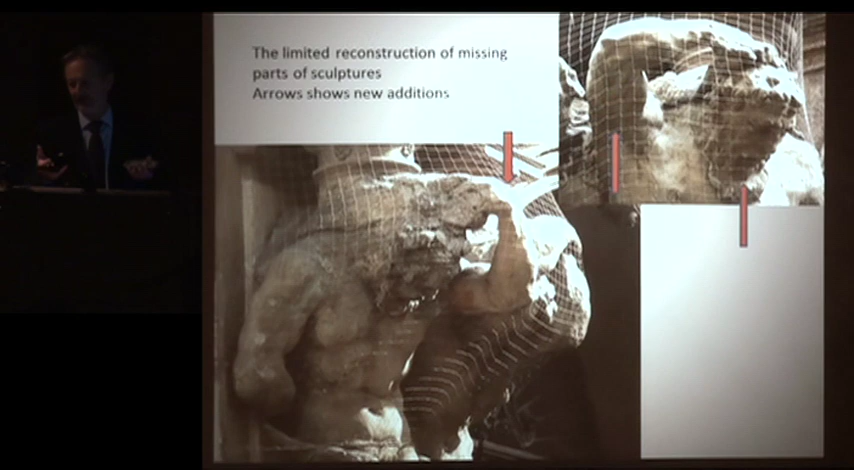 The limited reconstruction of missing
parts of sculptures
Arrows shows new additions